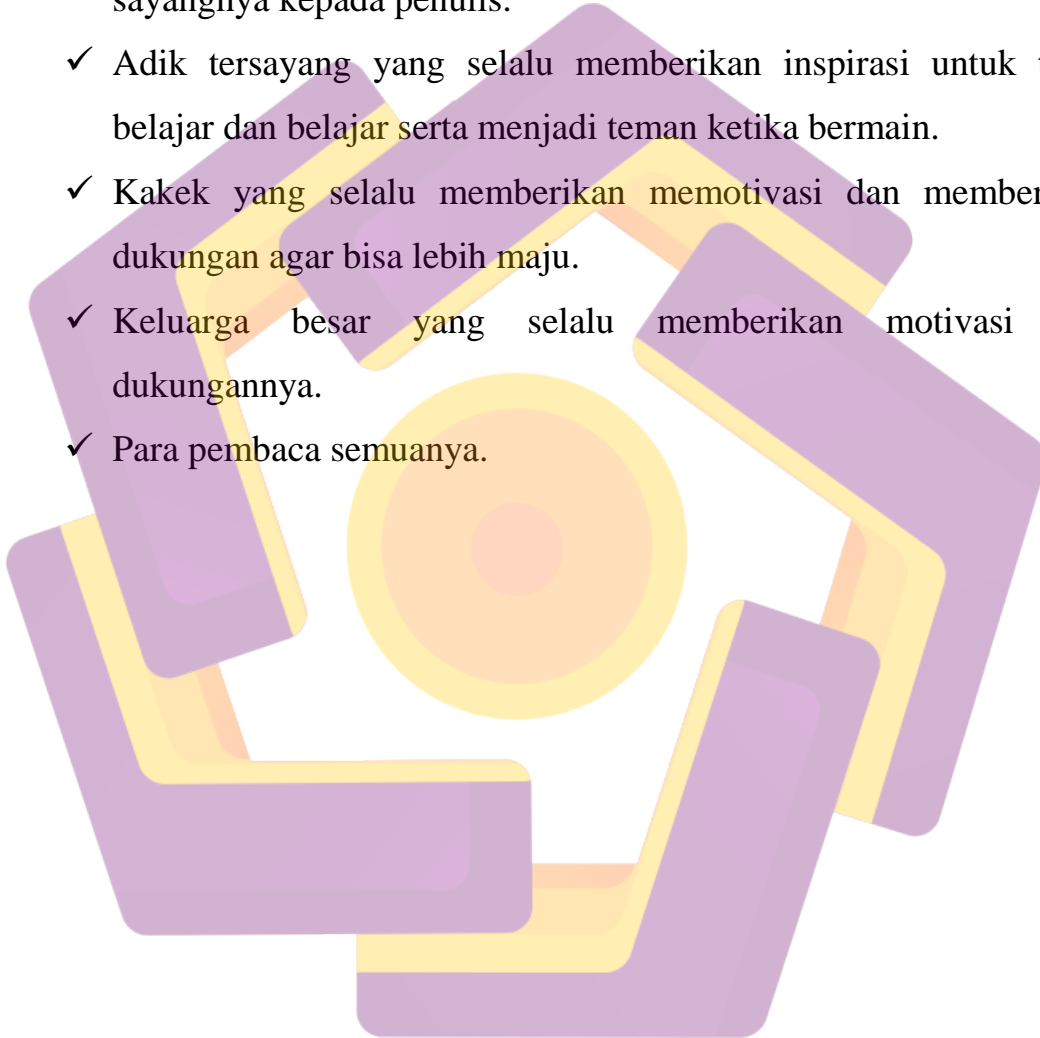 sayangnya kepada penulis.
✓ Adik tersayang yang selalu memberikan inspirasi untuk
belajar dan belajar serta menjadi teman ketika bermain.
✓ Kakek yang selalu memberikan memotivasi dan
dukungan agar bisa lebih maju.
✓ Keluarga besar yang selalu memberikan motivasi
dukungannya.
✓ Para pembaca semuanya.